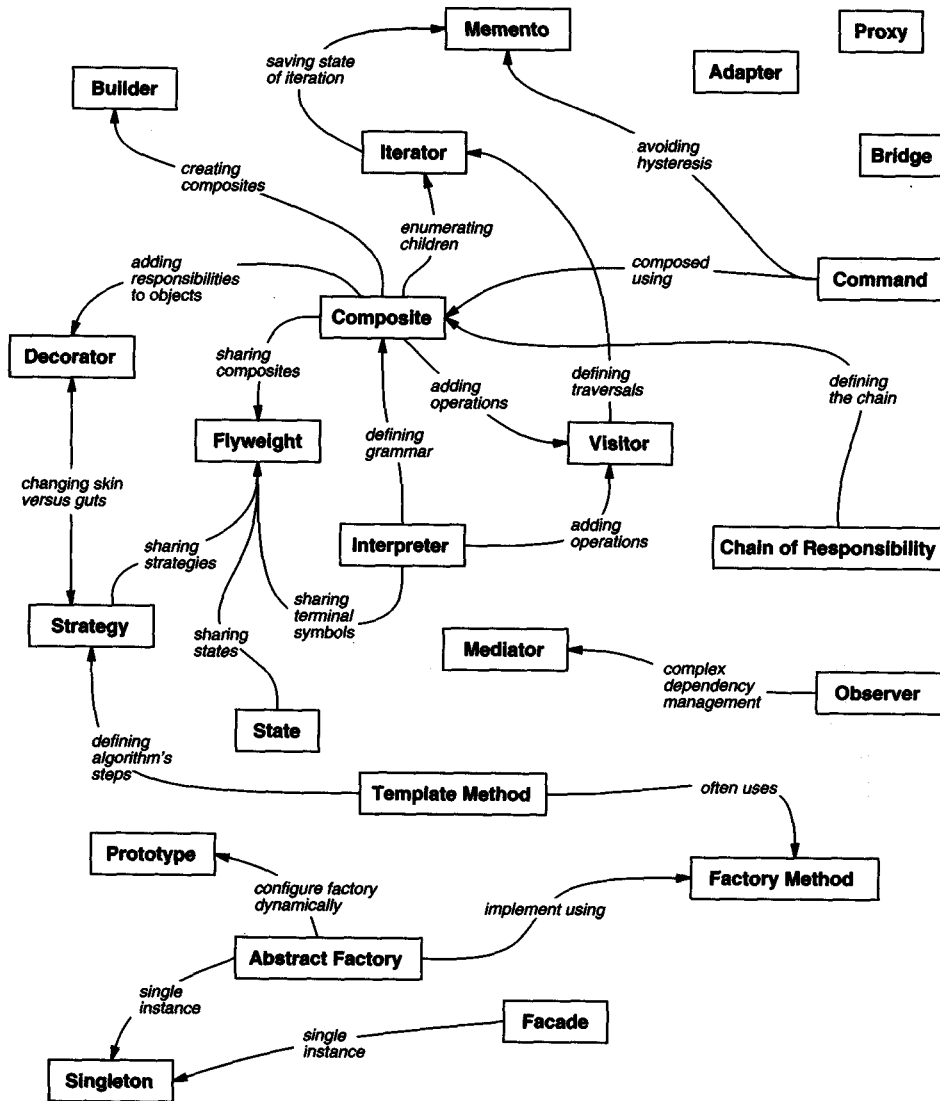 Memento
Proxy
Adapter
saving state
of iteration
Builder
Iterator
avoiding
hysteresis
Bridge
creating
composites
enumerating
children
adding
responsibilities
to objects
composed
using
Command
Composite
Decorator
sharing
composites
adding
operations
defining
traversals
defining
the chain
Flyweight
defining
grammar
Visitor
changing skin
versus guts
sharing
strategies
Interpreter
adding
operations
Chain of Responsibility
Strategy
sharing
terminal
symbols
sharing
states
Mediator
complex
dependency
management
Observer
State
defining
algorithm's
steps
Template Method
often uses
Prototype
Factory Method
configure factory
dynamically
implement using
Abstract Factory
single
instance
Facade
single
instance
Singleton